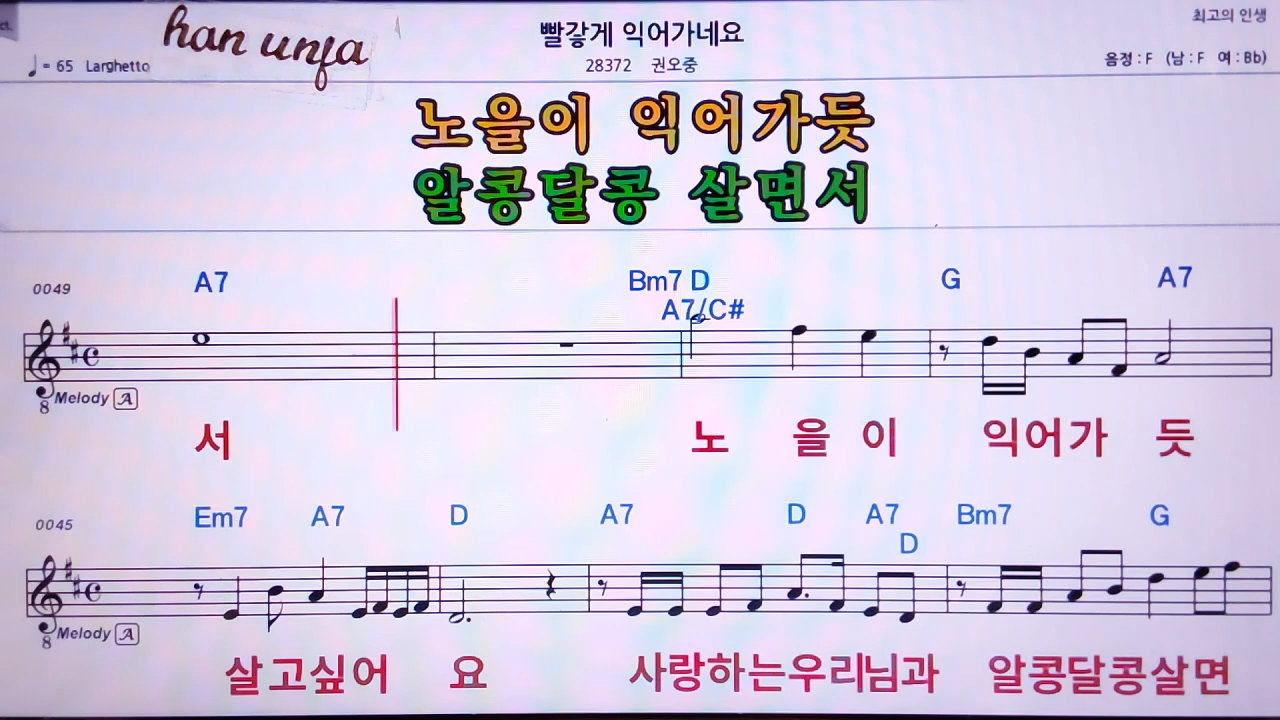 ct.
han unfa
빨갛게 익어가네요
최고의 인생
= 65 Larghetto
28372 권오중
음정 : F (남 : F 여 : Bb)
노을이 익어가듯
알콩달콩 살면서
0049 A7 Bm7 D G A7
A7/C#
8 Melody A
서 노 을 이 익어가 듯
0045 Em7 A7 D A7 D A7 Bm7 G
D
8 Melody A
살고싶어 요 사랑하는우리님과 알콩달콩살면